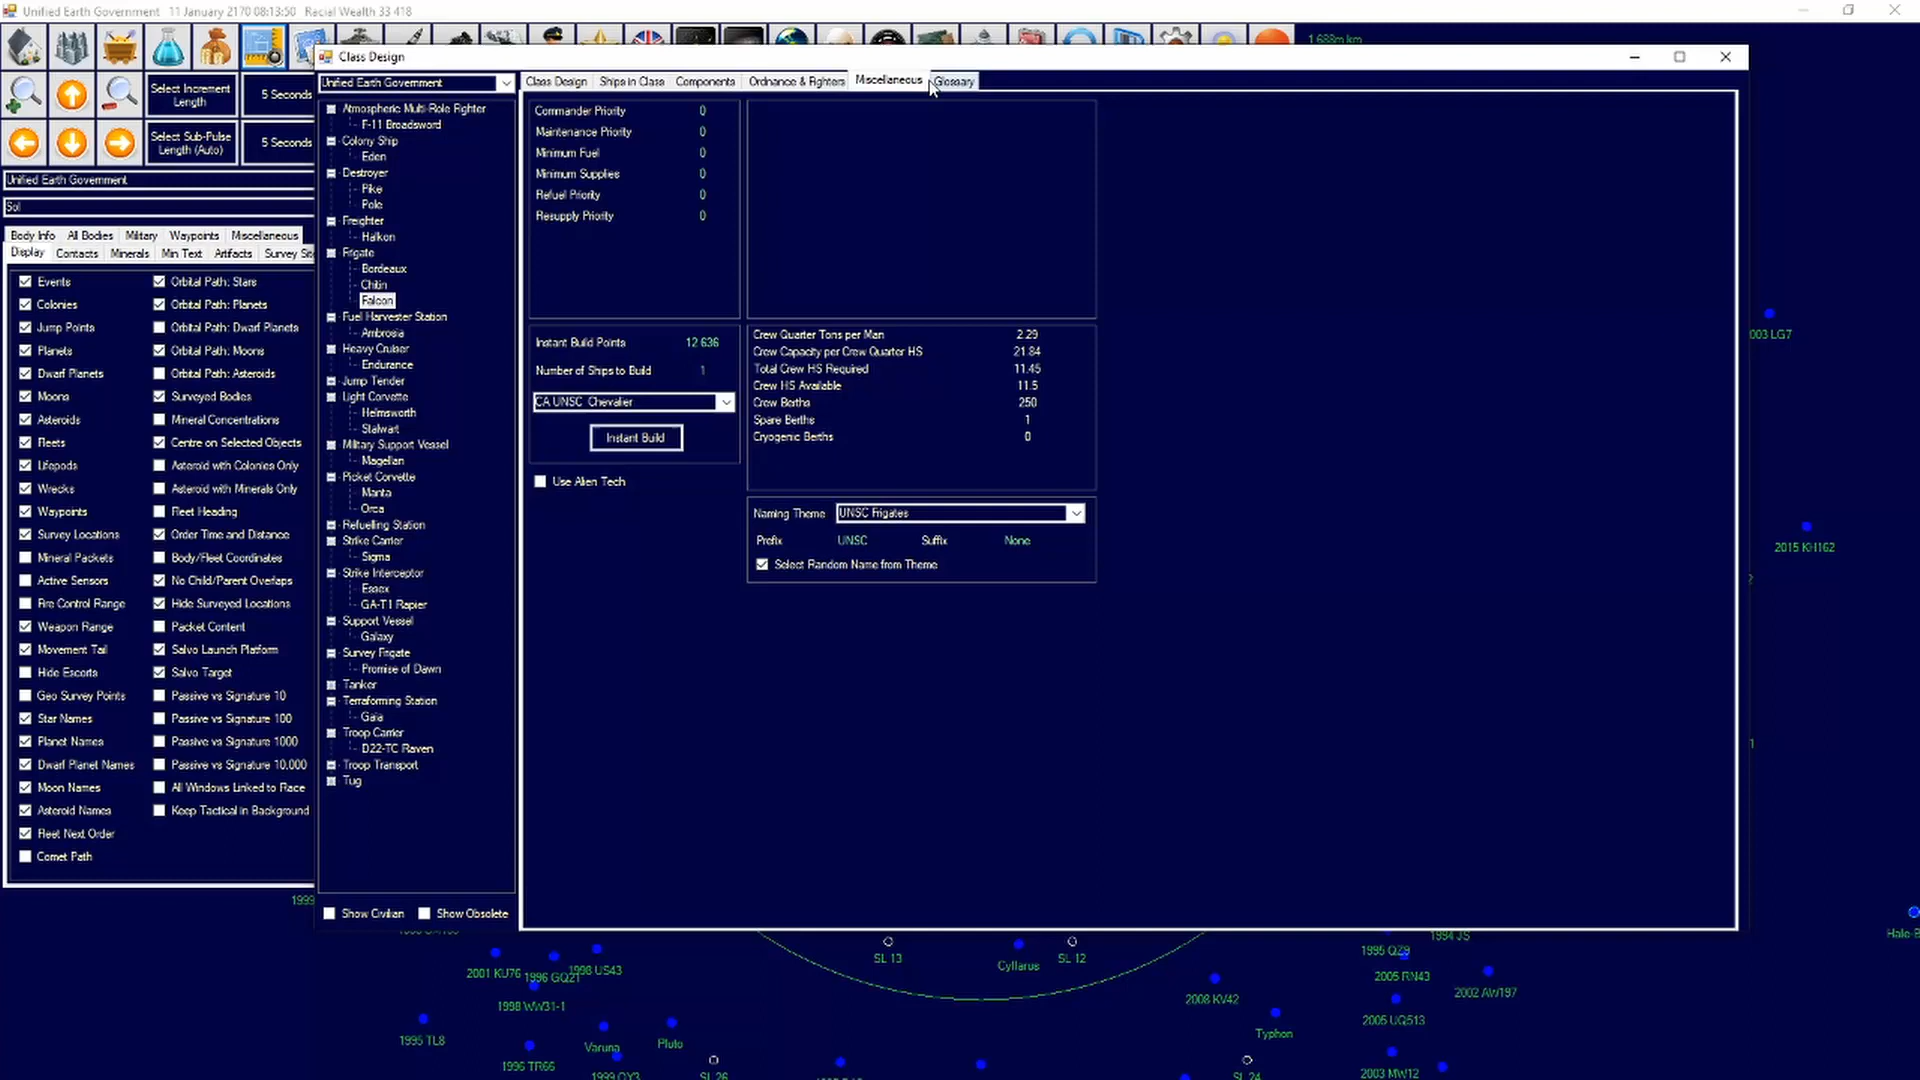 Unified Earth Government   11 January 2170 08:13:50   Racial Wealth 33 418
1.688m km
Class Design
Select Increment Length
5 Seconds
Select Sub-Pulse Length (Auto)
5 Seconds
Unified Earth Government
Sol
Body Info   All Bodies   Military   Waypoints   Miscellaneous
Display   Contacts   Minerals   Min Text   Artifacts   Survey Sit
Events   Orbital Path: Stars
Colonies   Orbital Path: Planets
Jump Points   Orbital Path: Dwarf Planets
Planets   Orbital Path: Moons
Dwarf Planets   Orbital Path: Asteroids
Moons   Surveyed Bodies
Asteroids   Mineral Concentrations
Fleets   Centre on Selected Objects
Lifepods   Asteroid with Colonies Only
Wrecks   Asteroid with Minerals Only
Waypoints   Fleet Heading
Survey Locations   Order Time and Distance
Mineral Packets   Body/Fleet Coordinates
Active Sensors   No Child/Parent Overlaps
Fire Control Range   Hide Surveyed Locations
Weapon Range   Packet Content
Movement Tail   Salvo Launch Platform
Hide Escorts   Salvo Target
Geo Survey Points   Passive vs Signature 10
Star Names   Passive vs Signature 100
Planet Names   Passive vs Signature 1000
Dwarf Planet Names   Passive vs Signature 10,000
Moon Names   All Windows Linked to Race
Asteroid Names   Keep Tactical in Background
Fleet Next Order
Comet Path
Unified Earth Government
Atmospheric Multi-Role Fighter
F-11 Broadsword
Colony Ship
Eden
Destroyer
Pike
Pole
Freighter
Halkon
Frigate
Bordeaux
Chitin
Falcon
Fuel Harvester Station
Ambrosia
Heavy Cruiser
Endurance
Jump Tender
Light Corvette
Helmsworth
Stalwart
Military Support Vessel
Magellan
Picket Corvette
Manta
Orca
Refuelling Station
Strike Carrier
Sigma
Strike Interceptor
Essex
GA-T1 Rapier
Support Vessel
Galaxy
Survey Frigate
Promise of Dawn
Tanker
Terraforming Station
Gaia
Troop Carrier
D22-TC Raven
Troop Transport
Tug
Show Civilian   Show Obsolete
Class Design   Ships in Class   Components   Ordnance & Fighters   Miscellaneous   Glossary
Commander Priority   0
Maintenance Priority   0
Minimum Fuel   0
Minimum Supplies   0
Refuel Priority   0
Resupply Priority   0
Instant Build Points   12 636
Number of Ships to Build   1
CA UNSC Chevalier
Instant Build
Use Alien Tech
Crew Quarter Tons per Man   2.29
Crew Capacity per Crew Quarter HS   21.84
Total Crew HS Required   11.45
Crew HS Available   11.5
Crew Berths   250
Spare Berths   1
Cryogenic Berths   0
Naming Theme   UNSC Frigates
Prefix   UNSC   Suffix   None
Select Random Name from Theme
003 LG7
2015 KH162
2001 KU76   1996 GQ21   1998 US43
1998 WW31-1
1995 TL8
Varuna
Pluto
1996 TR66
1999 OY3
SL 26
SL 13
Cyllarus
SL 12
2008 KV42
Typhon
SL 24
1994 JS
1995 QZ9
2005 RN43
2002 AW197
2005 UQ513
2003 MW12
Hale-B